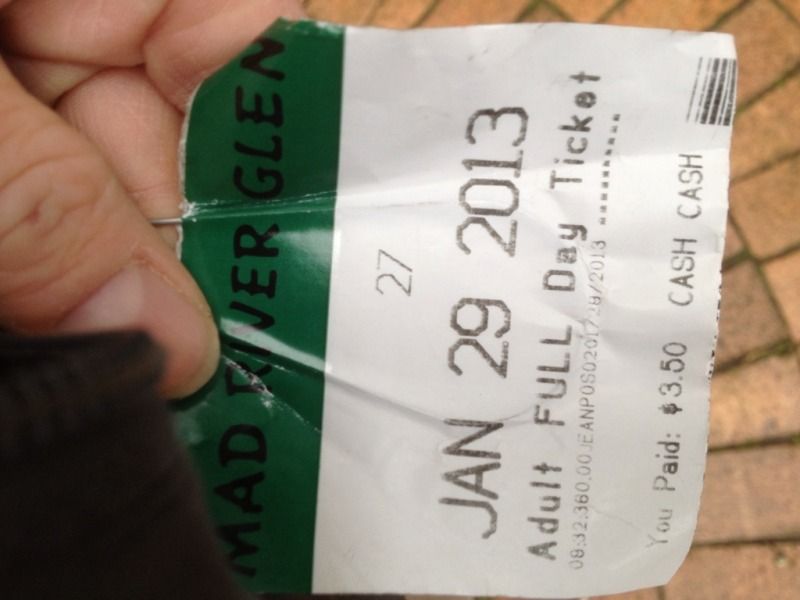 MAD RIVER GLEN
27
JAN 29 2013
Adult FULL Day Ticket
You Paid: $3.50 CASH CASH